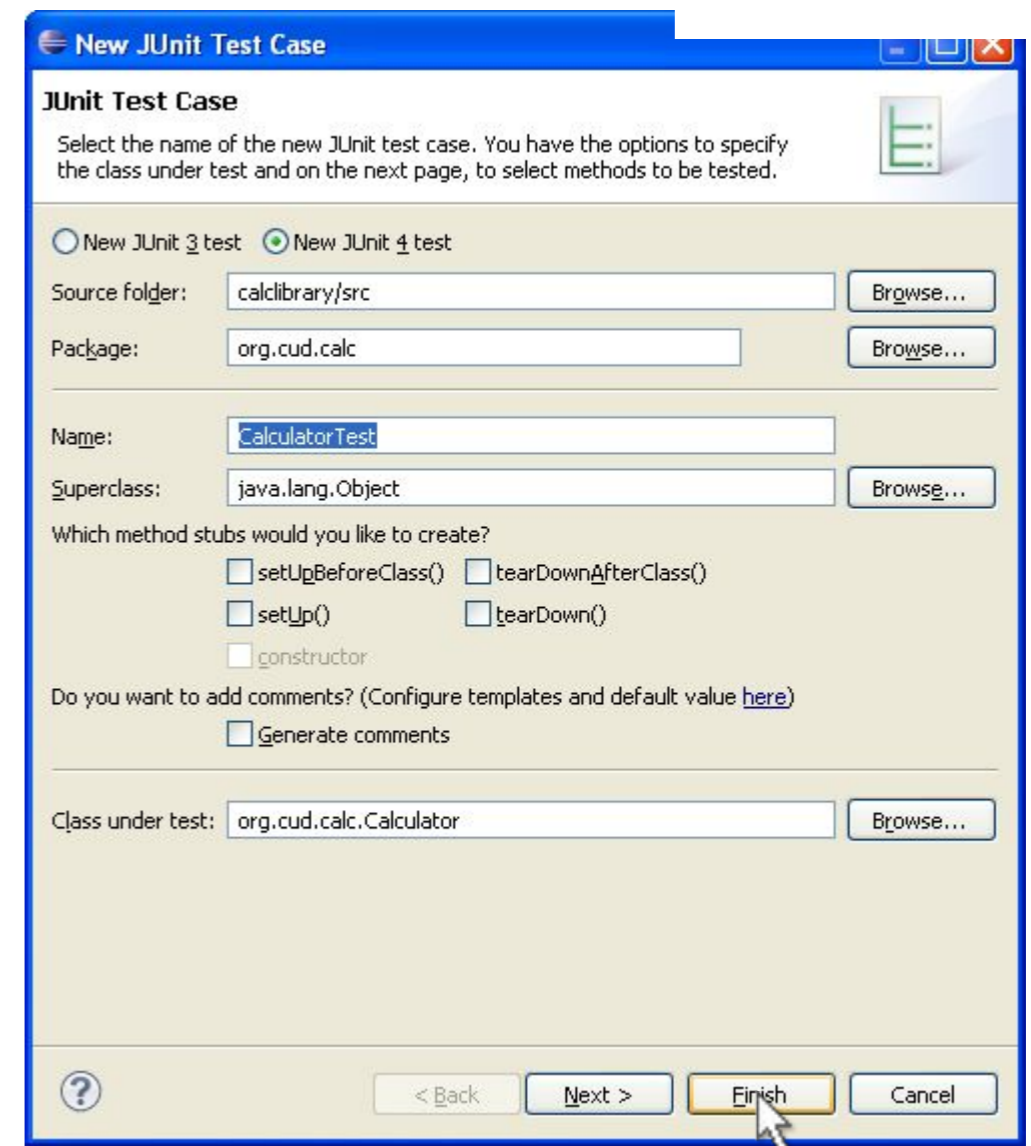 New JUnit Test Case
JUnit Test Case
Select the name of the new JUnit test case. You have the options to specify
the class under test and on the next page, to select methods to be tested.
New JUnit 3 test New JUnit 4 test
Source folder: calclibrary/src Browse...
Package: org.cud.calc Browse...
Name: CalculatorTest
Superclass: java.lang.Object Browse...
Which method stubs would you like to create?
setUpBeforeClass() tearDownAfterClass()
setUp() tearDown()
constructor
Do you want to add comments? (Configure templates and default value here)
Generate comments
Class under test: org.cud.calc.Calculator Browse...
? < Back Next > Finish Cancel